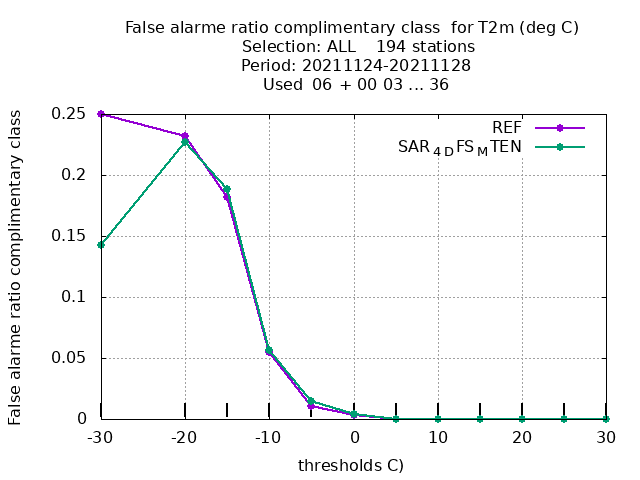 False alarme ratio complimentary class  for T2m (deg C)
Selection: ALL    194 stations
Period: 20211124-20211128
Used  06 + 00 03 ... 36
False alarme ratio complimentary class
0.25
0.2
0.15
0.1
0.05
0
REF
SAR4DFSMTEN
-30
-20
-10
0
10
20
30
thresholds C)